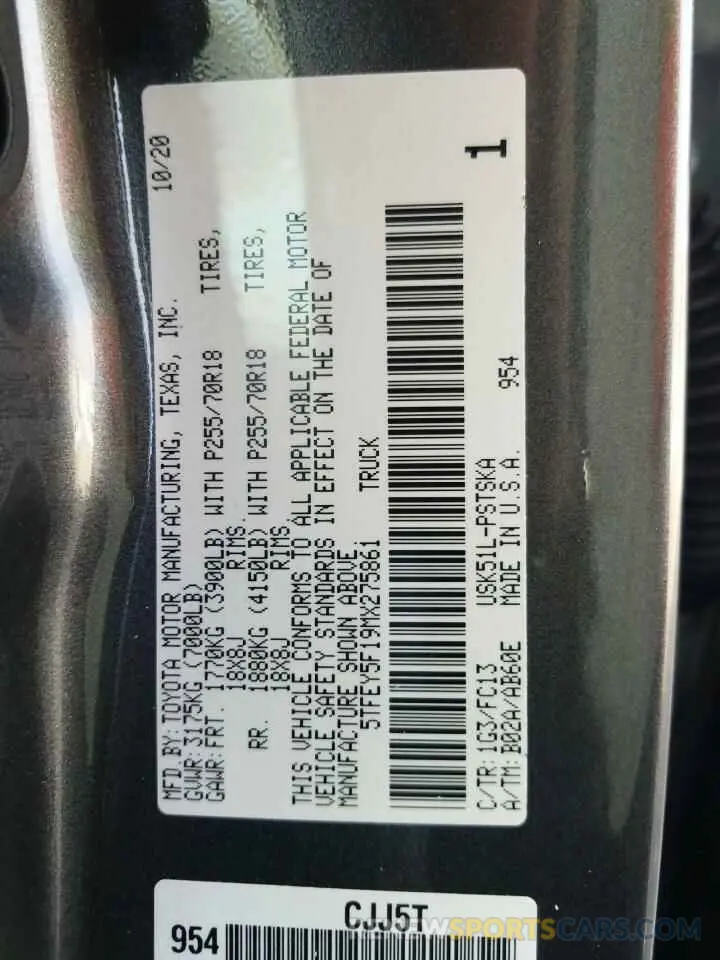 MFD.BY:TOYOTA MOTOR MANUFACTURING, TEXAS, INC. 10/20
GVWR:3175KG (7000LB)
GAWR:FRT. 1770KG (3900LB) WITH P255/70R18 TIRES,
18X8J RIMS.
RR. 1880KG (4150LB) WITH P255/70R18 TIRES,
18X8J RIMS.
THIS VEHICLE CONFORMS TO ALL APPLICABLE FEDERAL MOTOR
VEHICLE SAFETY STANDARDS IN EFFECT ON THE DATE OF
MANUFACTURE SHOWN ABOVE.
5TFEY5F19MX275861 TRUCK
C/TR:1G3/FC13 USK51L-PSTSKA 954
A/TM:B02A/AB60E MADE IN U.S.A.
1
CJJ5T
954
VIEWSPORTSCARS.COM